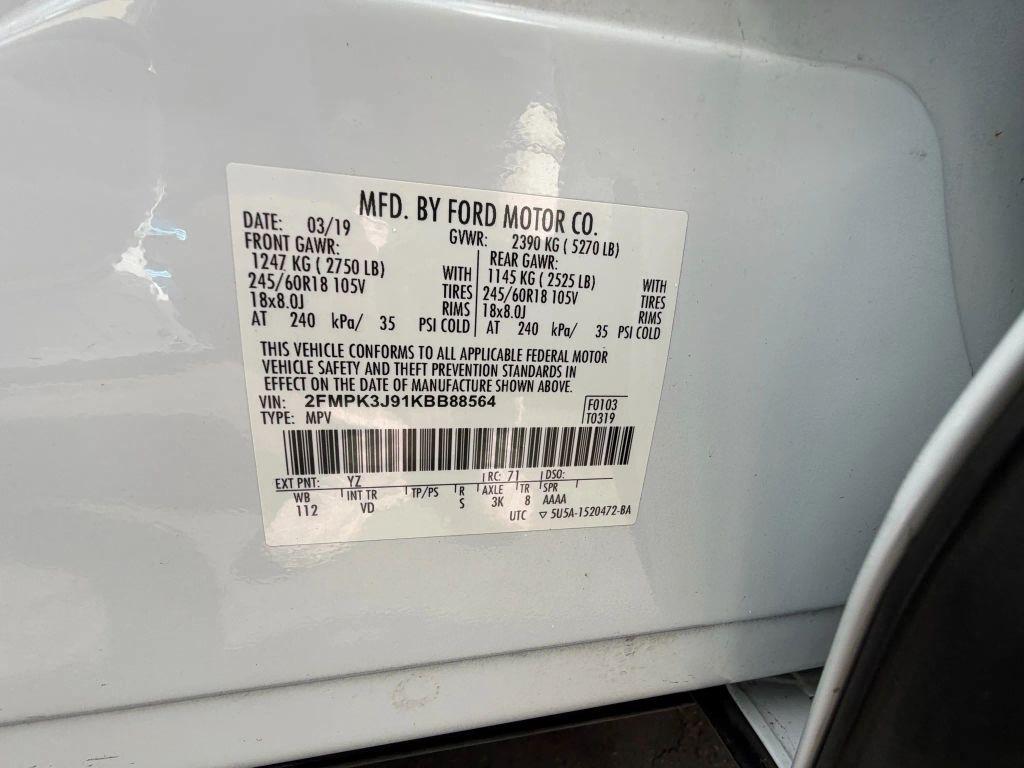 MFD. BY FORD MOTOR CO.
DATE: 03/19 GVWR: 2390 KG ( 5270 LB)
FRONT GAWR: REAR GAWR:
1247 KG ( 2750 LB) WITH 1145 KG ( 2525 LB) WITH
245/60R18 105V TIRES 245/60R18 105V TIRES
18x8.0J RIMS 18x8.0J RIMS
AT 240 kPa/ 35 PSI COLD AT 240 kPa/ 35 PSI COLD
THIS VEHICLE CONFORMS TO ALL APPLICABLE FEDERAL MOTOR
VEHICLE SAFETY AND THEFT PREVENTION STANDARDS IN
EFFECT ON THE DATE OF MANUFACTURE SHOWN ABOVE.
VIN: 2FMPK3J91KBB88564 F0103
TYPE: MPV T0319
EXT PNT: YZ RC: 71 DSO:
WB INT TR TP/PS R AXLE TR SPR
112 VD S 3K 8 AAAA
UTC ▽ 5U5A-1520472-BA